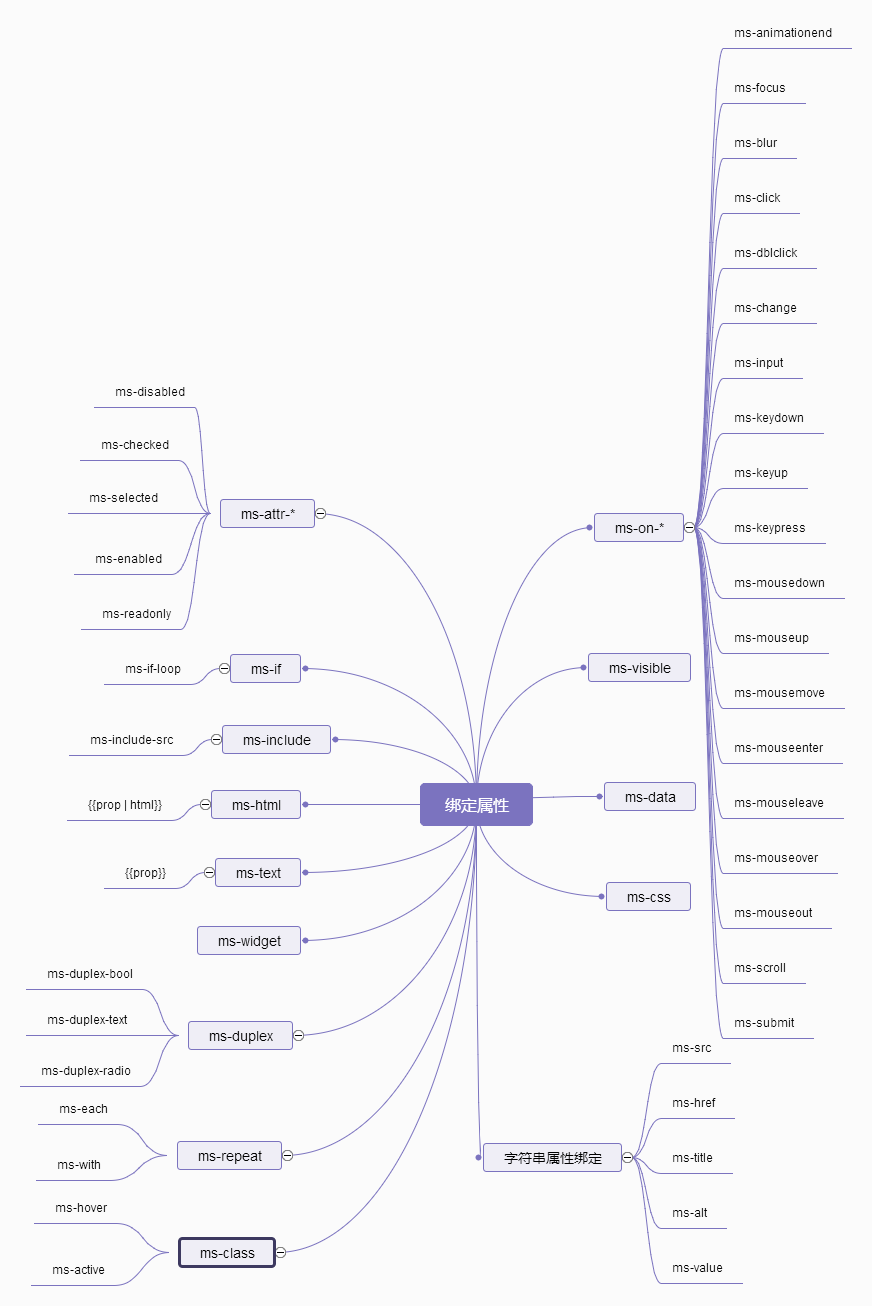 绑定属性
ms-on-*
ms-animationend
ms-focus
ms-blur
ms-click
ms-dblclick
ms-change
ms-input
ms-keydown
ms-keyup
ms-keypress
ms-mousedown
ms-mouseup
ms-mousemove
ms-mouseenter
ms-mouseleave
ms-mouseover
ms-mouseout
ms-scroll
ms-submit
ms-visible
ms-data
ms-css
字符串属性绑定
ms-src
ms-href
ms-title
ms-alt
ms-value
ms-attr-*
ms-disabled
ms-checked
ms-selected
ms-enabled
ms-readonly
ms-if
ms-if-loop
ms-include
ms-include-src
ms-html
{{prop | html}}
ms-text
{{prop}}
ms-widget
ms-duplex
ms-duplex-bool
ms-duplex-text
ms-duplex-radio
ms-repeat
ms-each
ms-with
ms-class
ms-hover
ms-active